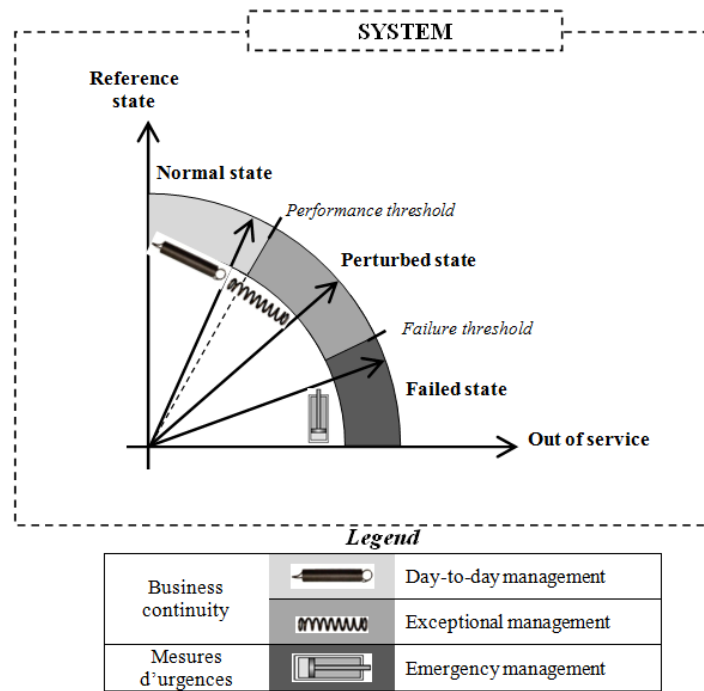 SYSTEM
Reference
state
Normal state
Performance threshold
Perturbed state
Failure threshold
Failed state
Out of service
Legend
Business
continuity
Day-to-day management
Exceptional management
Mesures
d'urgences
Emergency management